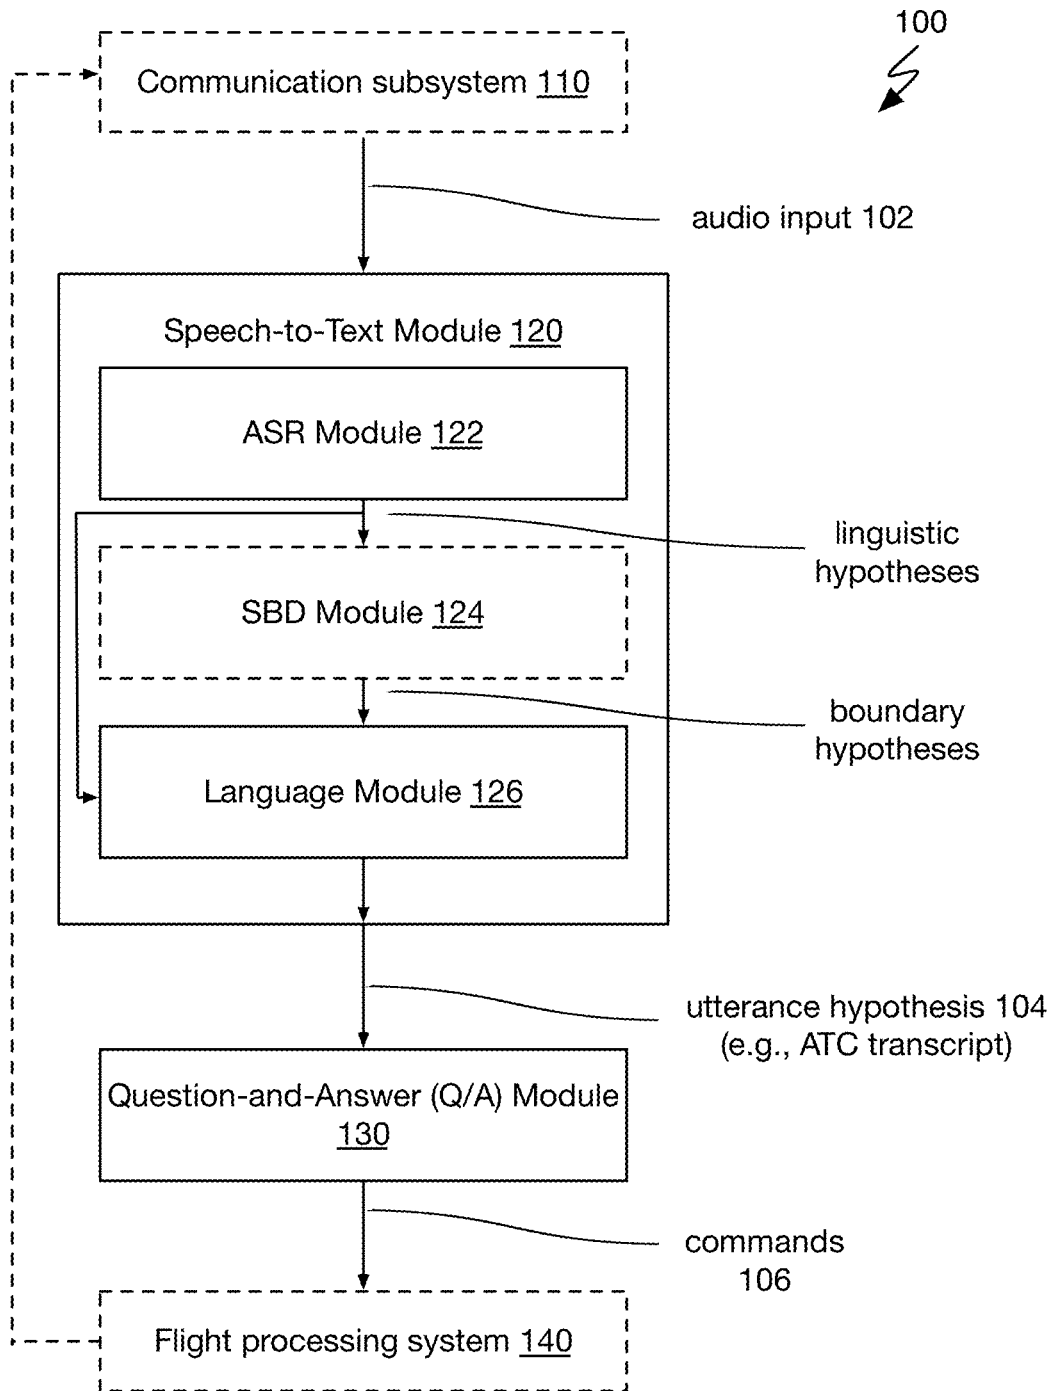 100
Communication subsystem 110
audio input 102
Speech-to-Text Module 120
ASR Module 122
linguistic
hypotheses
SBD Module 124
boundary
hypotheses
Language Module 126
utterance hypothesis 104
(e.g., ATC transcript)
Question-and-Answer (Q/A) Module
130
commands
106
Flight processing system 140